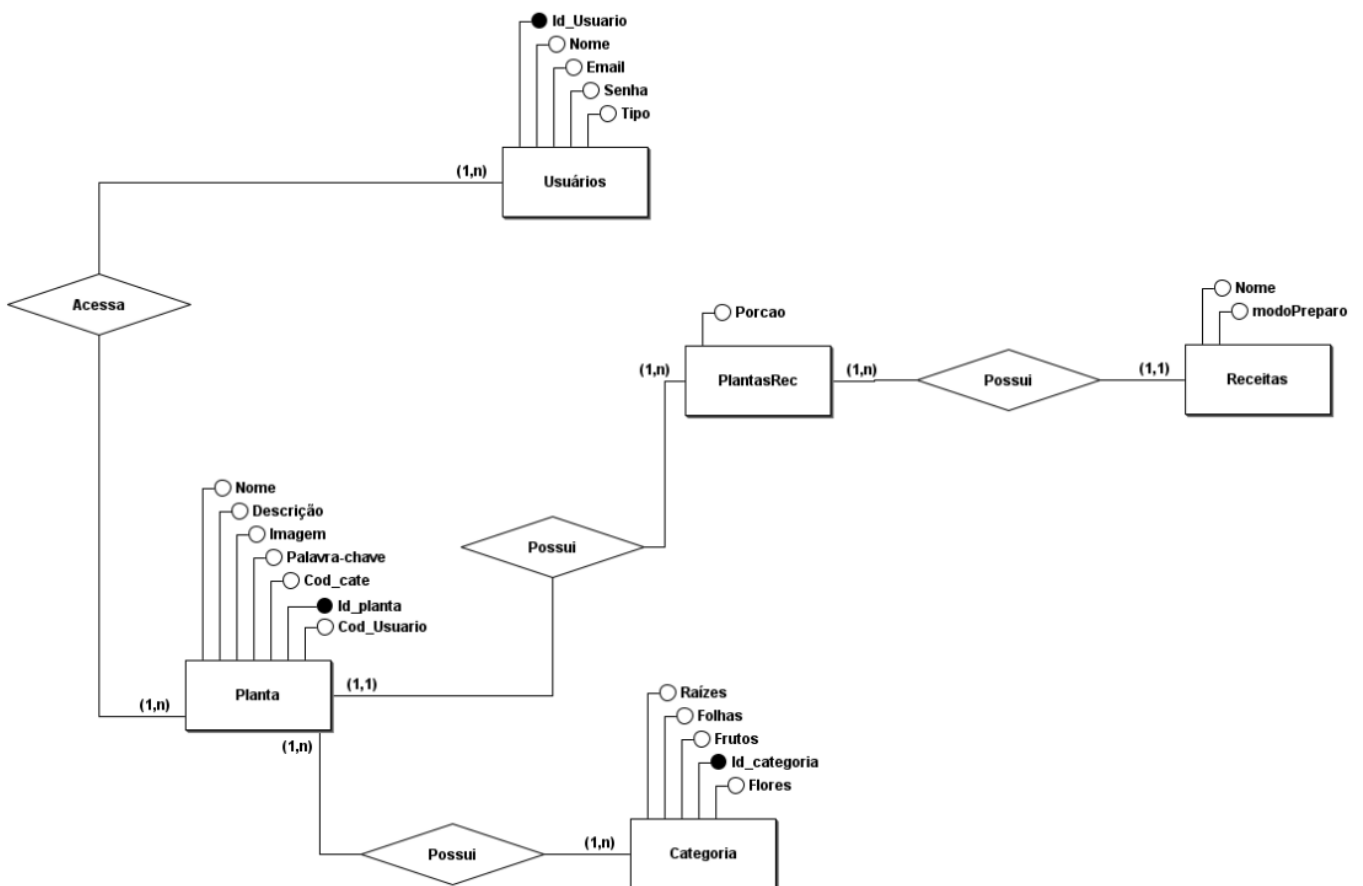 Id_Usuario
Nome
Email
Senha
Tipo
(1,n)
Usuários
Acessa
Nome
modoPreparo
Porcao
(1,n)
PlantasRec
(1,n)
Possui
(1,1)
Receitas
Nome
Descrição
Imagem
Palavra-chave
Cod_cate
Id_planta
Cod_Usuario
Possui
Planta
(1,1)
(1,n)
(1,n)
Raízes
Folhas
Frutos
Id_categoria
Flores
Possui
(1,n)
Categoria